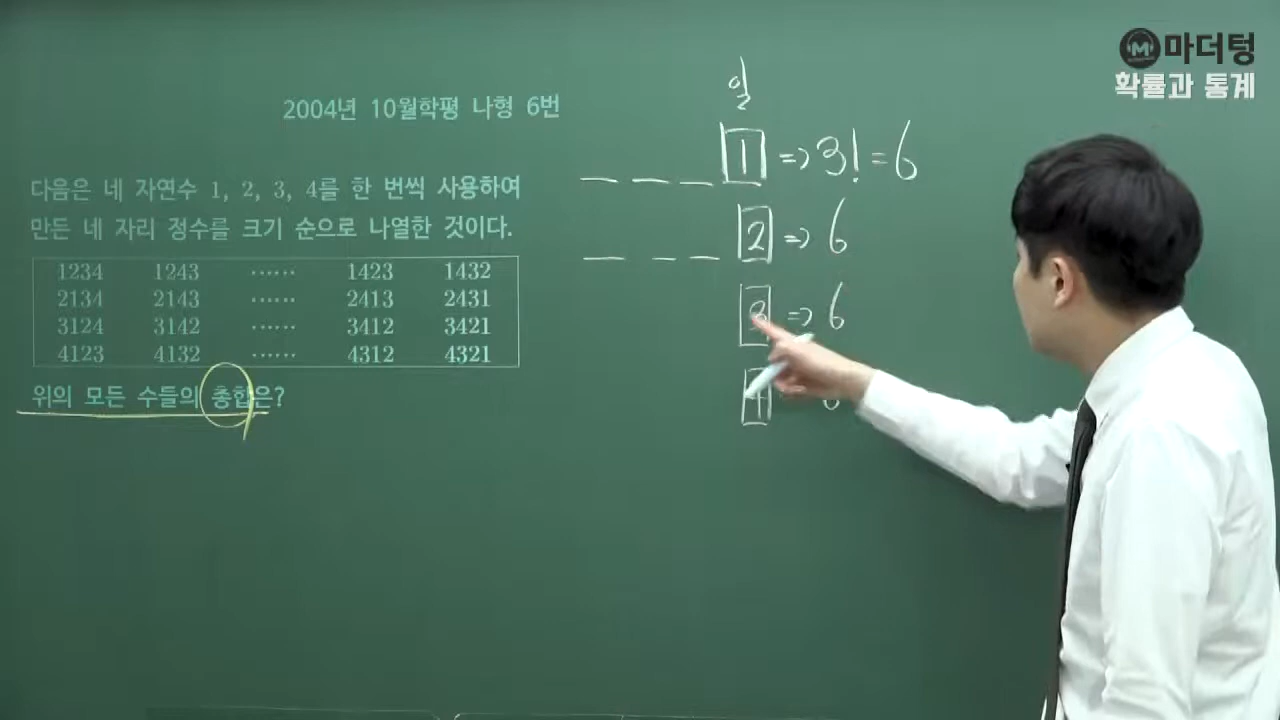 마더텅
확률과 통계
2004년 10월학평 나형 6번
다음은 네 자연수 1, 2, 3, 4를 한 번씩 사용하여
만든 네 자리 정수를 크기 순으로 나열한 것이다.
1234 1243 ······ 1423 1432
2134 2143 ······ 2413 2431
3124 3142 ······ 3412 3421
4123 4132 ······ 4312 4321
위의 모든 수들의 총합은?
일
1 => 3! = 6
2 => 6
3 => 6
4